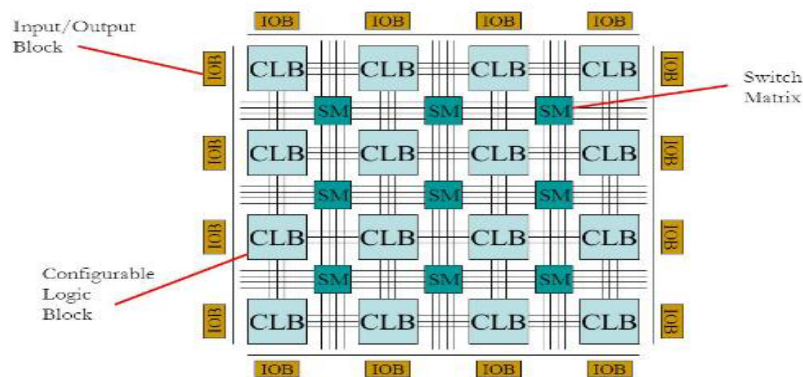 IOB IOB IOB IOB
Input/Output
Block
IOB CLB CLB CLB CLB IOB
Switch
Matrix
SM SM SM
IOB CLB CLB CLB CLB IOB
SM SM SM
IOB CLB CLB CLB CLB IOB
Configurable
Logic
Block
SM SM SM
IOB CLB CLB CLB CLB IOB
IOB IOB IOB IOB